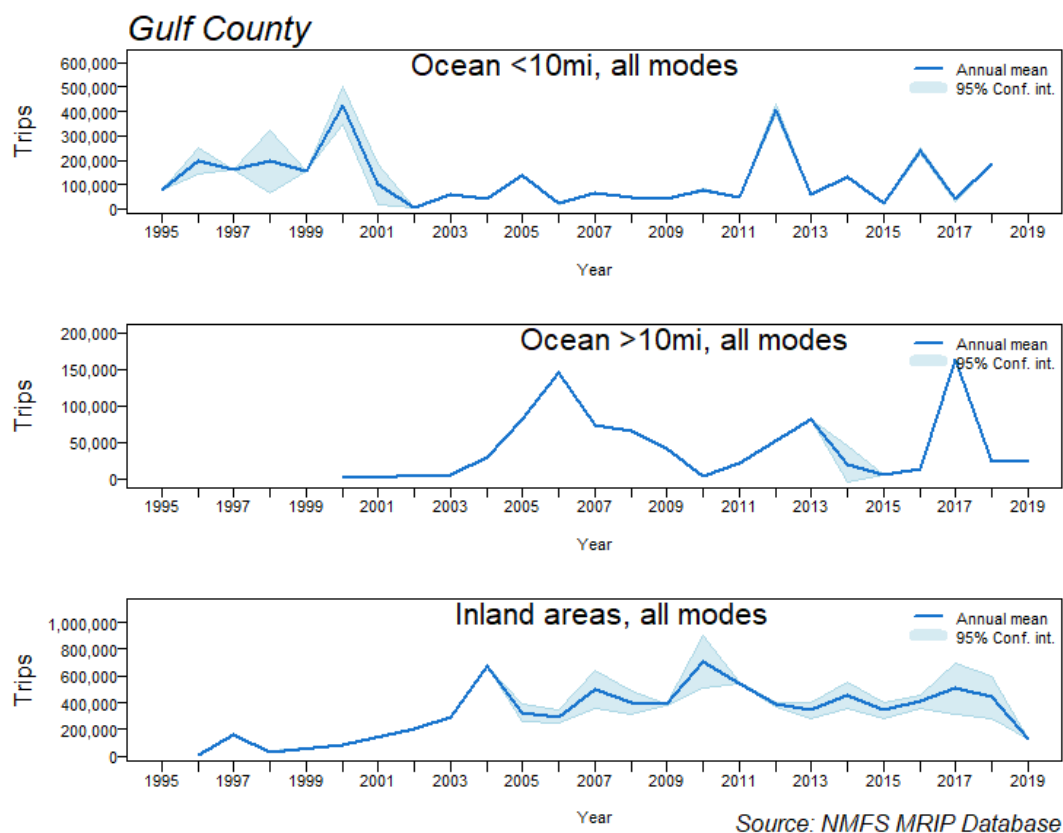 Gulf County
Ocean <10mi, all modes
Annual mean
95% Conf. int.
Trips
600,000
500,000
400,000
300,000
200,000
100,000
0
1995 1997 1999 2001 2003 2005 2007 2009 2011 2013 2015 2017 2019
Year
Ocean >10mi, all modes
Annual mean
95% Conf. int.
Trips
200,000
150,000
100,000
50,000
0
1995 1997 1999 2001 2003 2005 2007 2009 2011 2013 2015 2017 2019
Year
Inland areas, all modes
Annual mean
95% Conf. int.
Trips
1,000,000
800,000
600,000
400,000
200,000
0
1995 1997 1999 2001 2003 2005 2007 2009 2011 2013 2015 2017 2019
Year
Source: NMFS MRIP Database